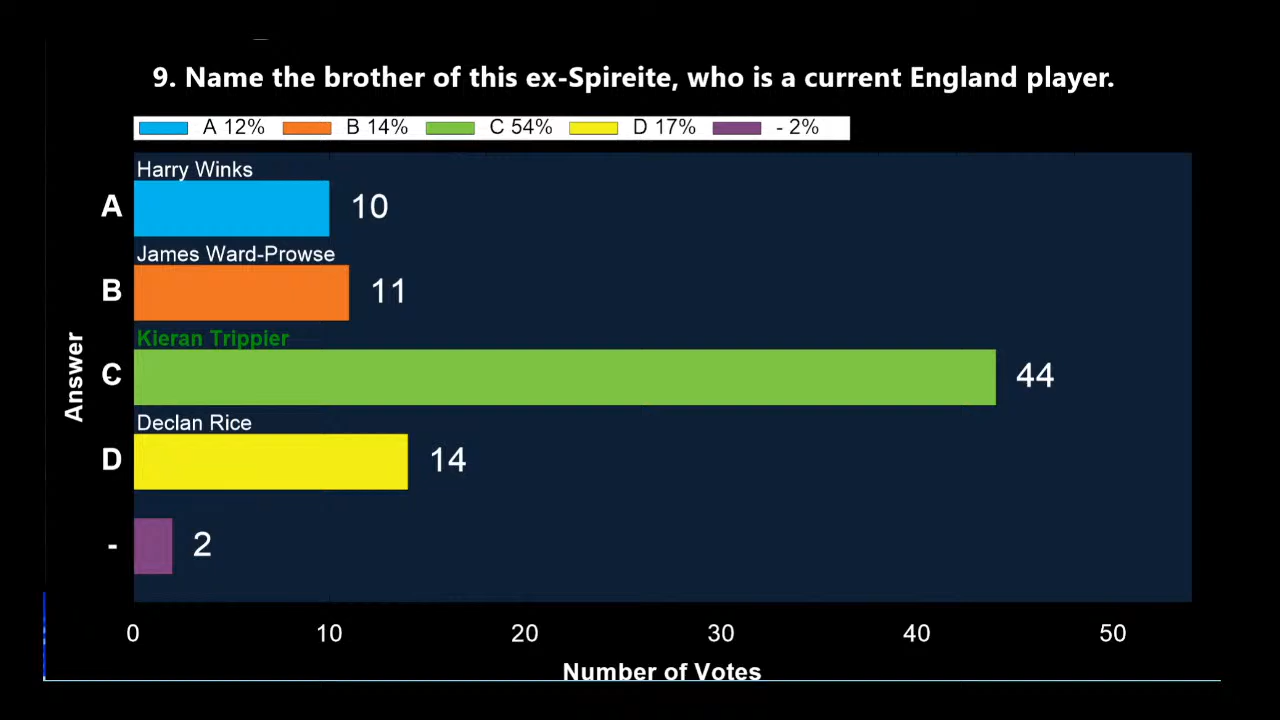 9. Name the brother of this ex-Spireite, who is a current England player.
A 12% B 14% C 54% D 17% - 2%
Harry Winks
A 10
James Ward-Prowse
B 11
Kieran Trippier
C 44
Declan Rice
D 14
- 2
Answer
0 10 20 30 40 50
Number of Votes